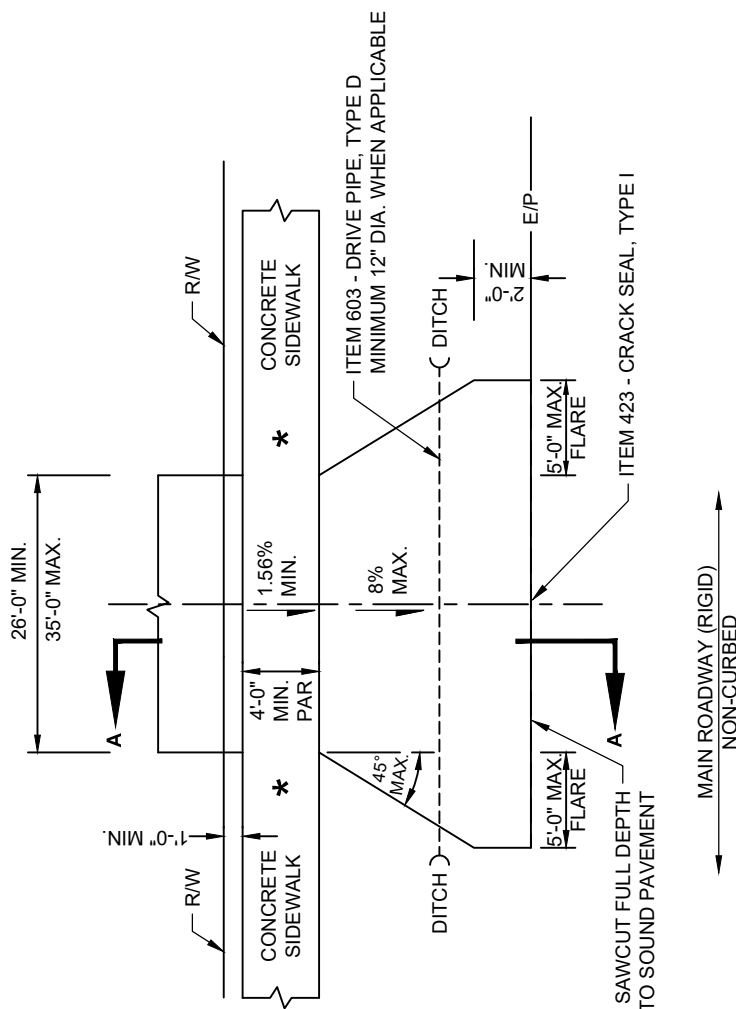 26'-0" MIN.
35'-0" MAX.
A
R/W
R/W
1'-0" MIN.
CONCRETE
SIDEWALK
*
4'-0"
MIN.
PAR
1.56%
MIN.
*
CONCRETE
SIDEWALK
45°
MAX.
8%
MAX.
ITEM 603 - DRIVE PIPE, TYPE D
MINIMUM 12" DIA. WHEN APPLICABLE
DITCH
DITCH
2'-0"
MIN.
E/P
5'-0" MAX.
FLARE
5'-0" MAX.
FLARE
A
SAWCUT FULL DEPTH
TO SOUND PAVEMENT
ITEM 423 - CRACK SEAL, TYPE I
MAIN ROADWAY (RIGID)
NON-CURBED